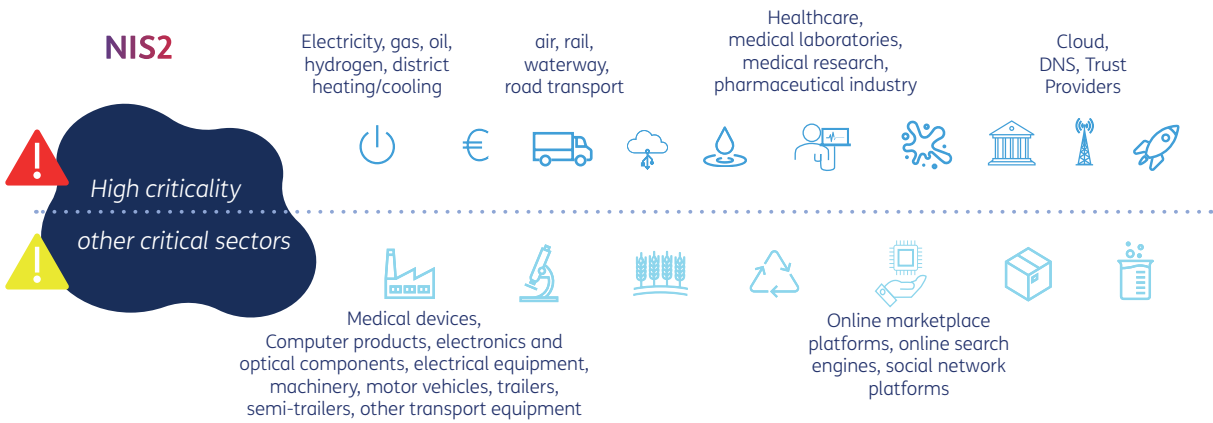 NIS2
Electricity, gas, oil,
hydrogen, district
heating/cooling
air, rail,
waterway,
road transport
Healthcare,
medical laboratories,
medical research,
pharmaceutical industry
Cloud,
DNS, Trust
Providers
High criticality
other critical sectors
Medical devices,
Computer products, electronics and
optical components, electrical equipment,
machinery, motor vehicles, trailers,
semi-trailers, other transport equipment
Online marketplace
platforms, online search
engines, social network
platforms